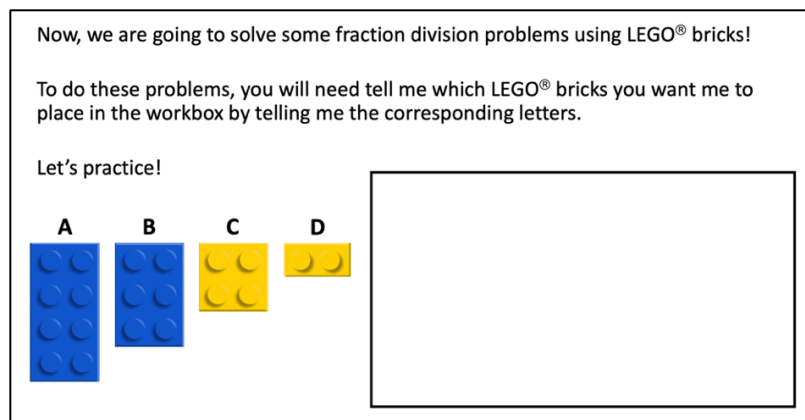 Now, we are going to solve some fraction division problems using LEGO® bricks!
To do these problems, you will need tell me which LEGO® bricks you want me to
place in the workbox by telling me the corresponding letters.
Let’s practice!
A B C D